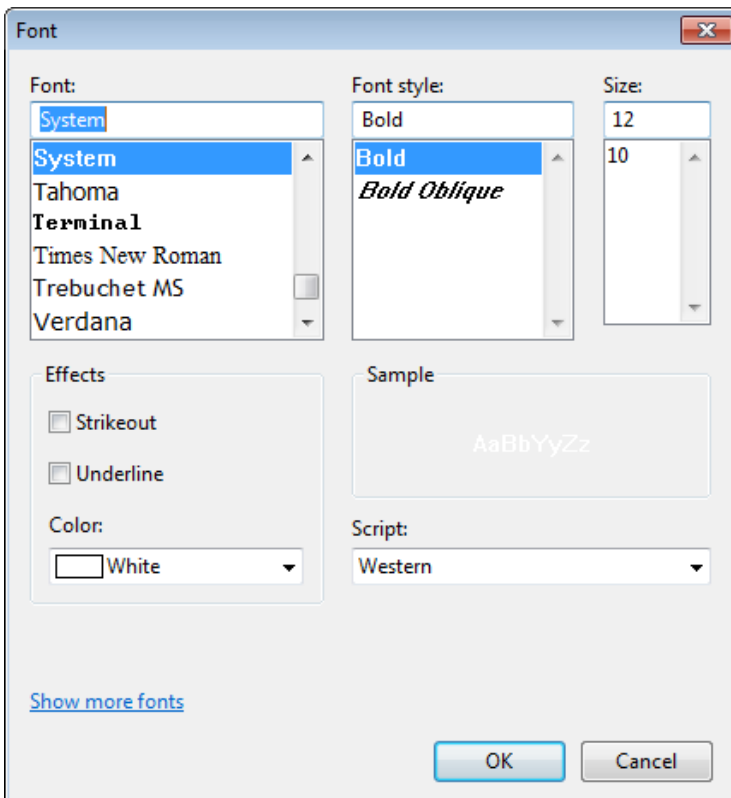 Font
Font: Font style: Size:
System Bold 12
System Bold 10
Tahoma Bold Oblique
Terminal
Times New Roman
Trebuchet MS
Verdana
Effects Sample
Strikeout
AaBbYyZz
Underline
Color: Script:
White Western
Show more fonts
OK Cancel